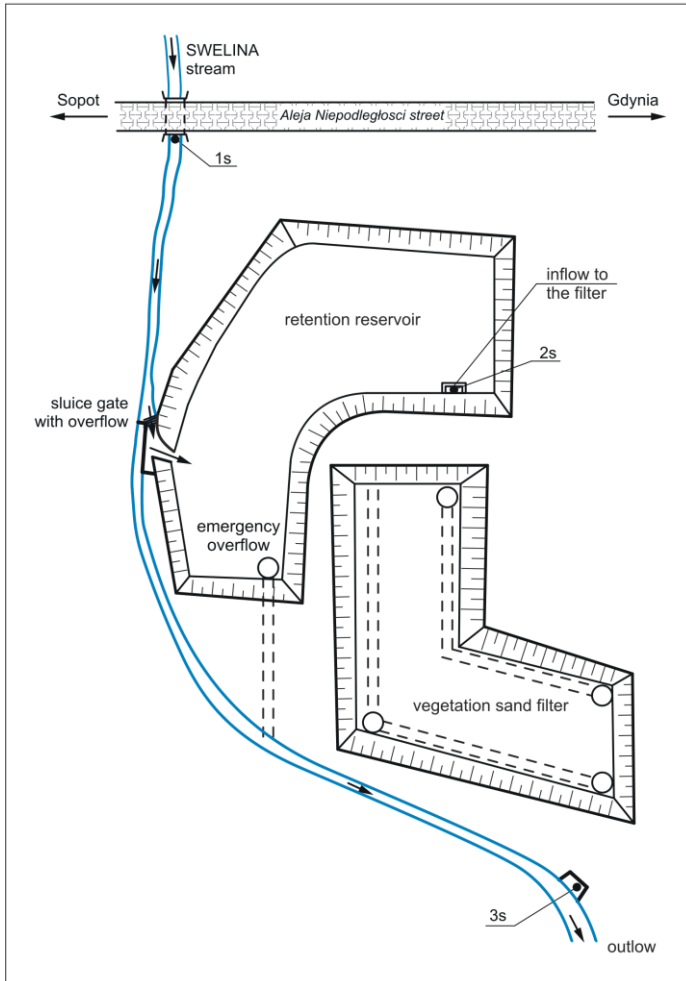 SWELINA
stream
Sopot
Gdynia
Aleja Niepodległosci street
1s
inflow to
the filter
2s
retention reservoir
sluice gate
with overflow
emergency
overflow
vegetation sand filter
3s
outlow